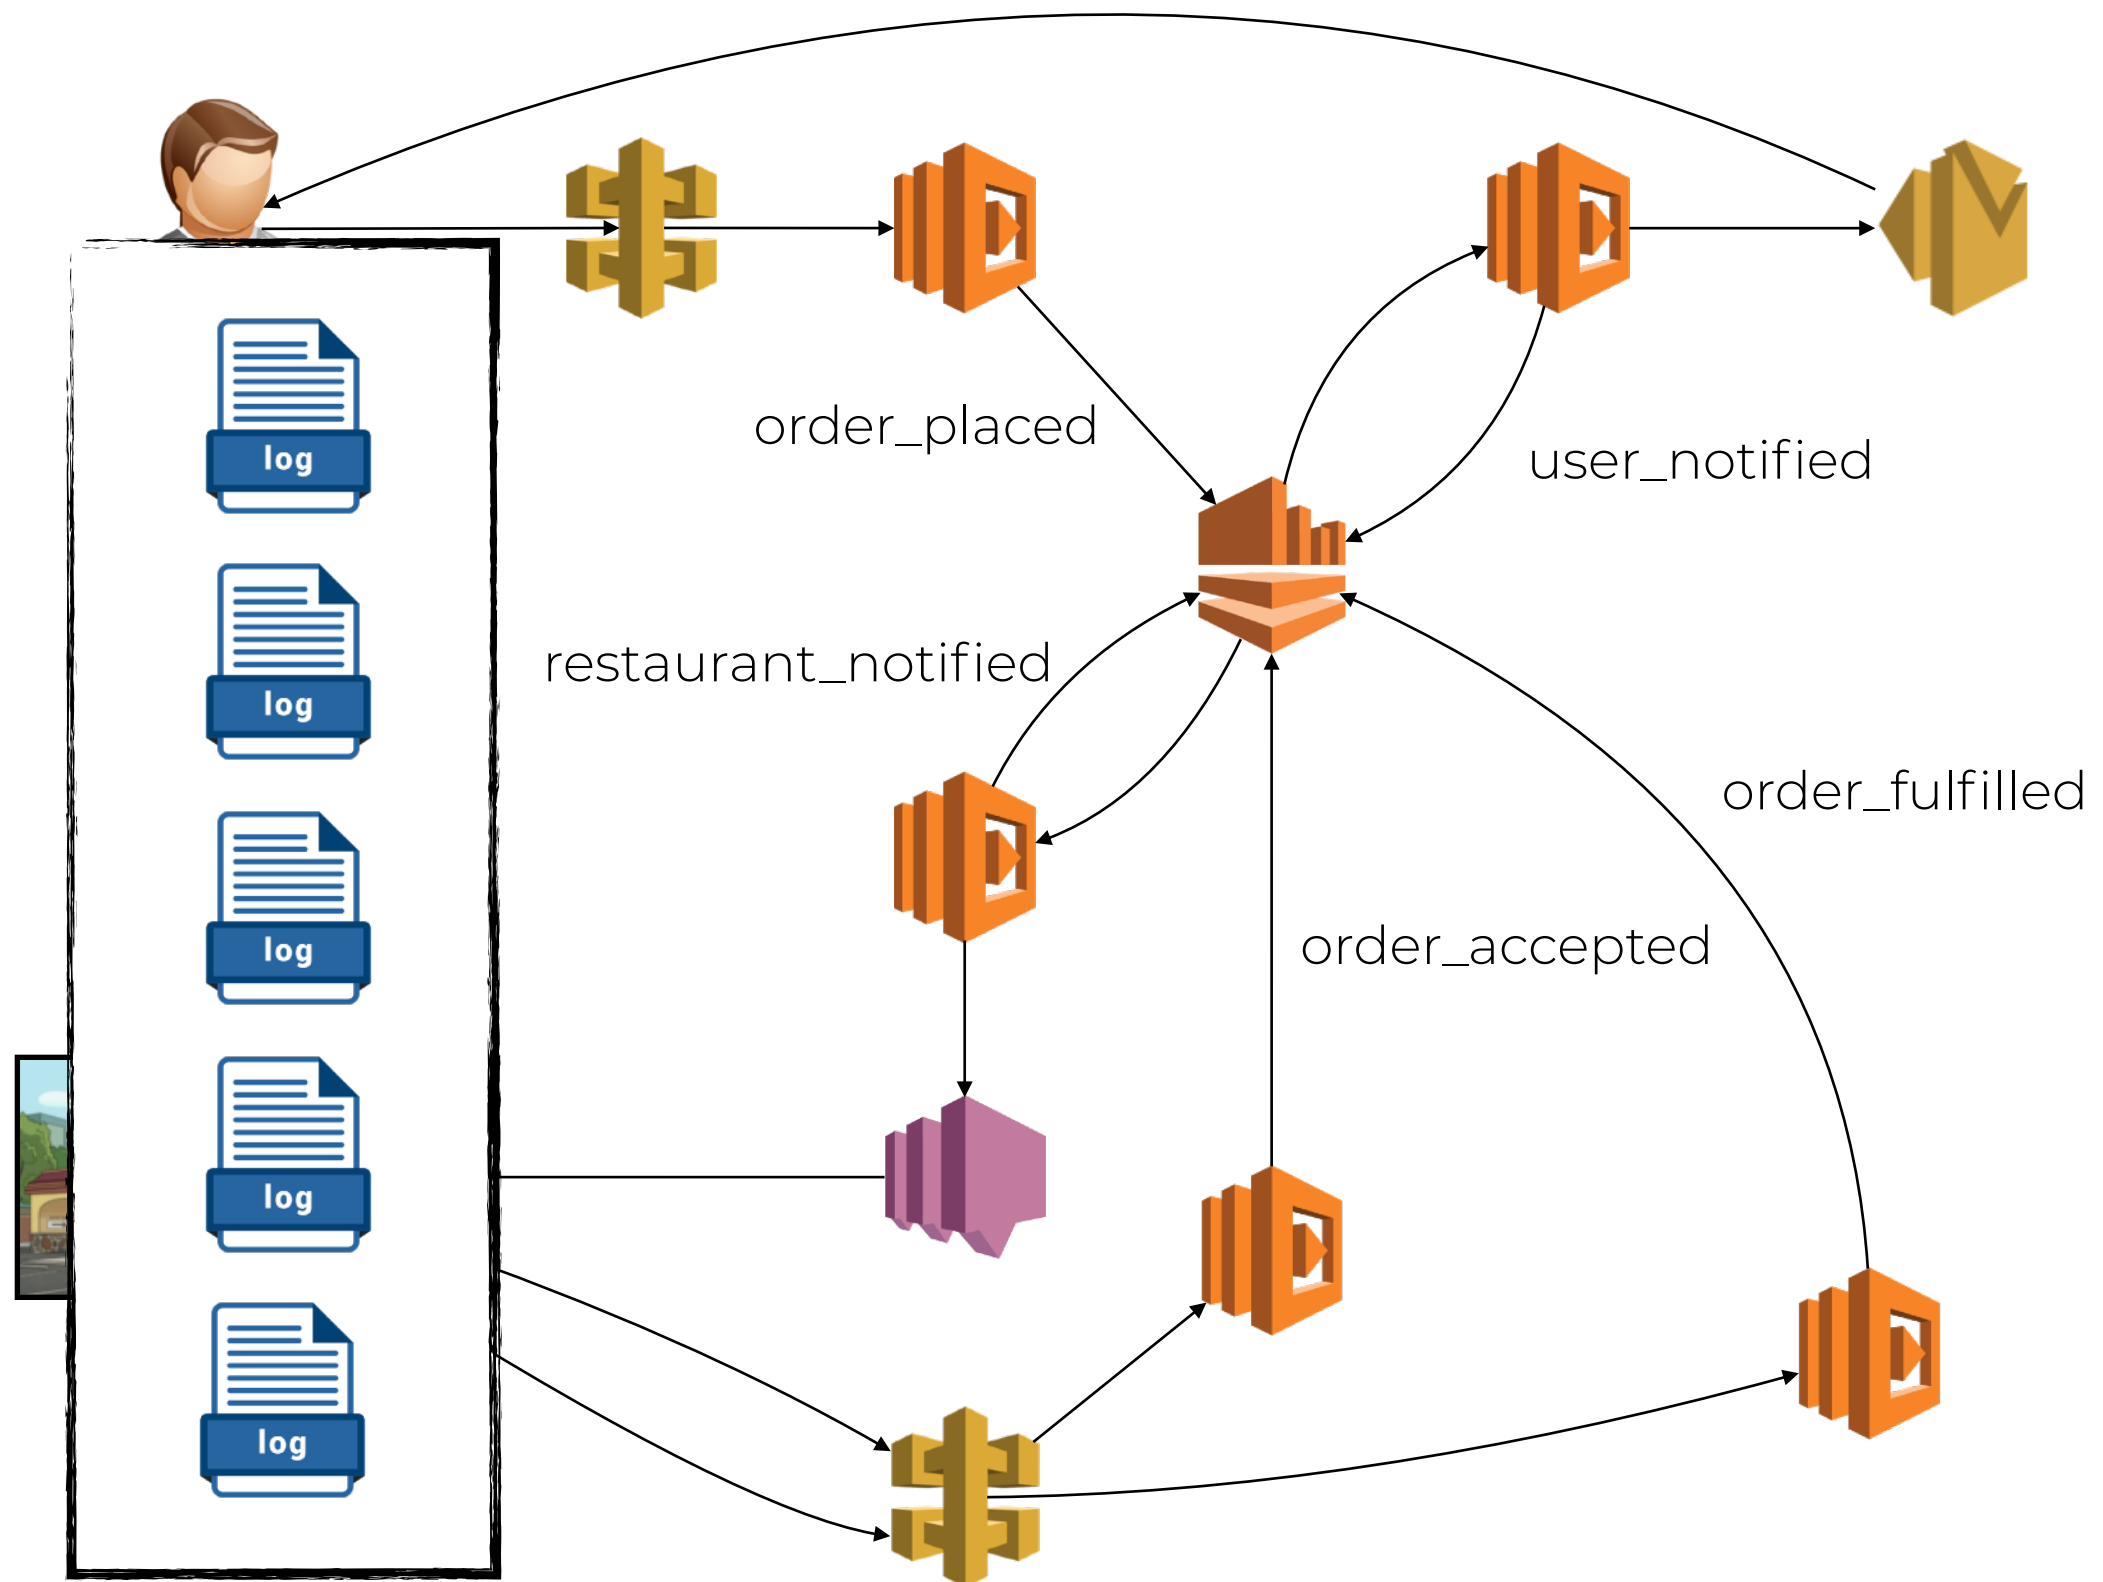 order_placed
user_notified
restaurant_notified
order_fulfilled
order_accepted
log
log
log
log
log